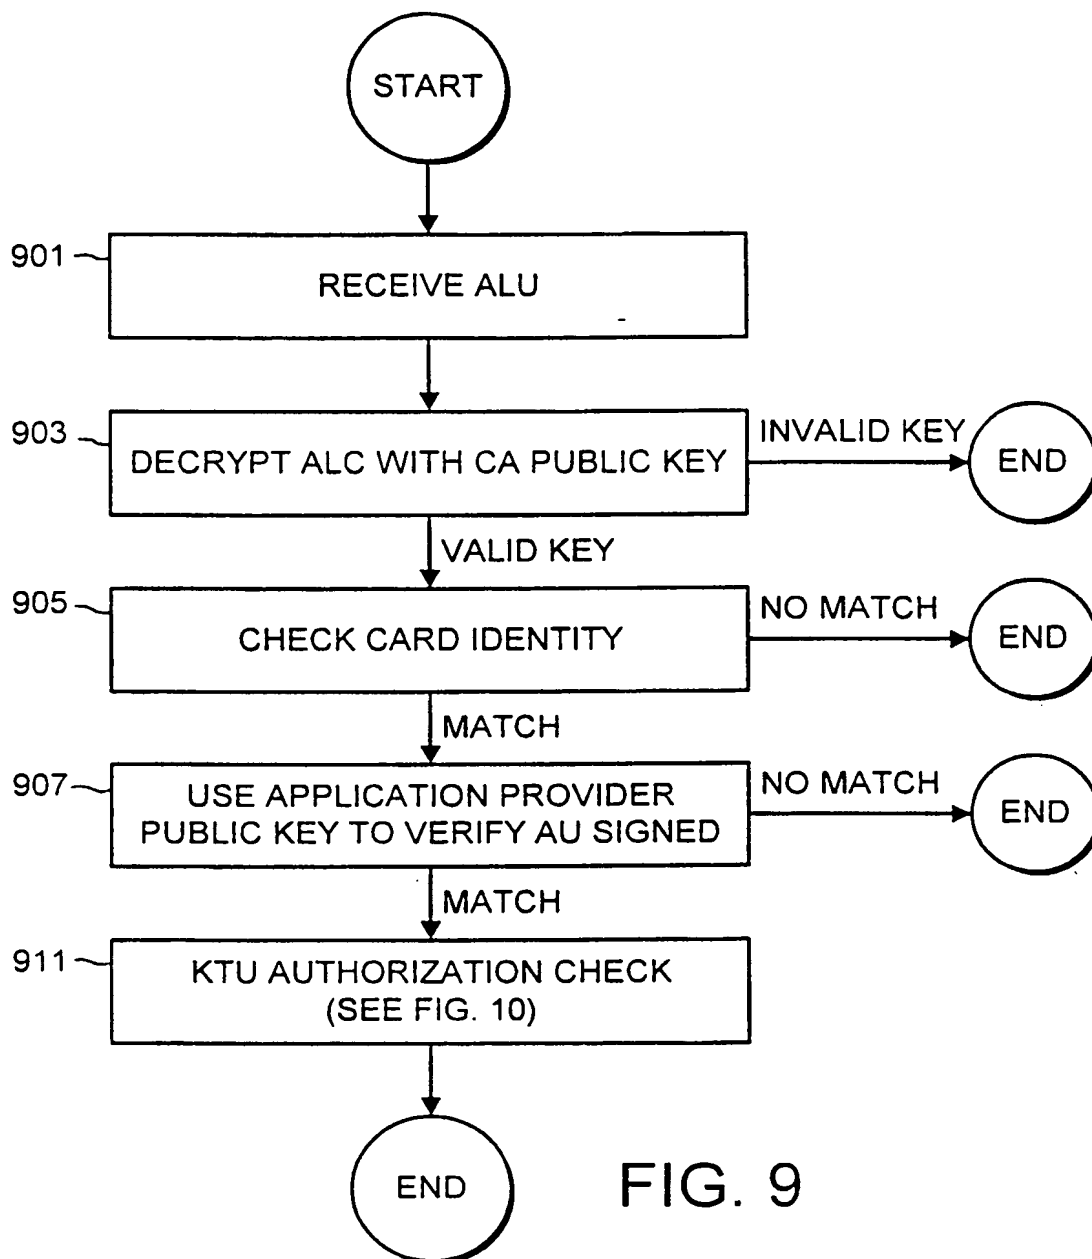 START
901
RECEIVE ALU
903
DECRYPT ALC WITH CA PUBLIC KEY
INVALID KEY
END
VALID KEY
905
CHECK CARD IDENTITY
NO MATCH
END
MATCH
907
USE APPLICATION PROVIDER
PUBLIC KEY TO VERIFY AU SIGNED
NO MATCH
END
MATCH
911
KTU AUTHORIZATION CHECK
(SEE FIG. 10)
END
FIG. 9